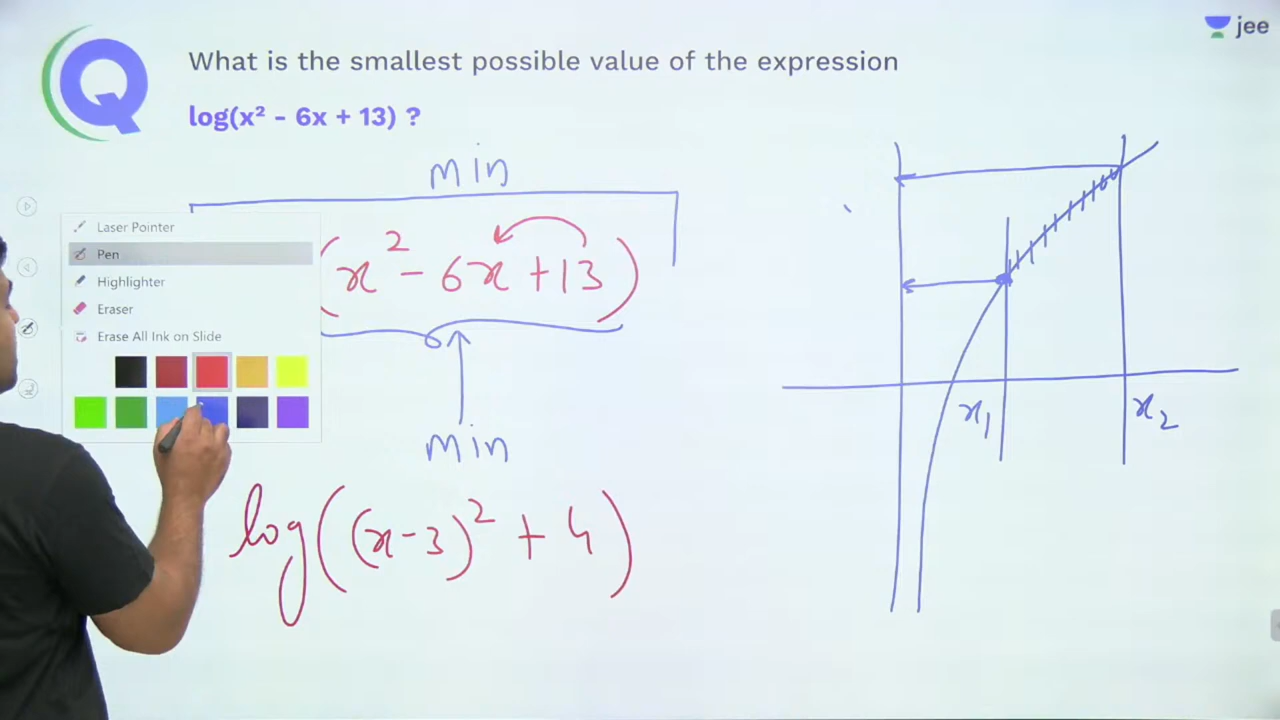 jee
What is the smallest possible value of the expression
log(x² - 6x + 13) ?
min
Laser Pointer
Pen
Highlighter
Eraser
Erase All Ink on Slide
(x² - 6x + 13)
min
log((x-3)² + 4)
x₁
x₂